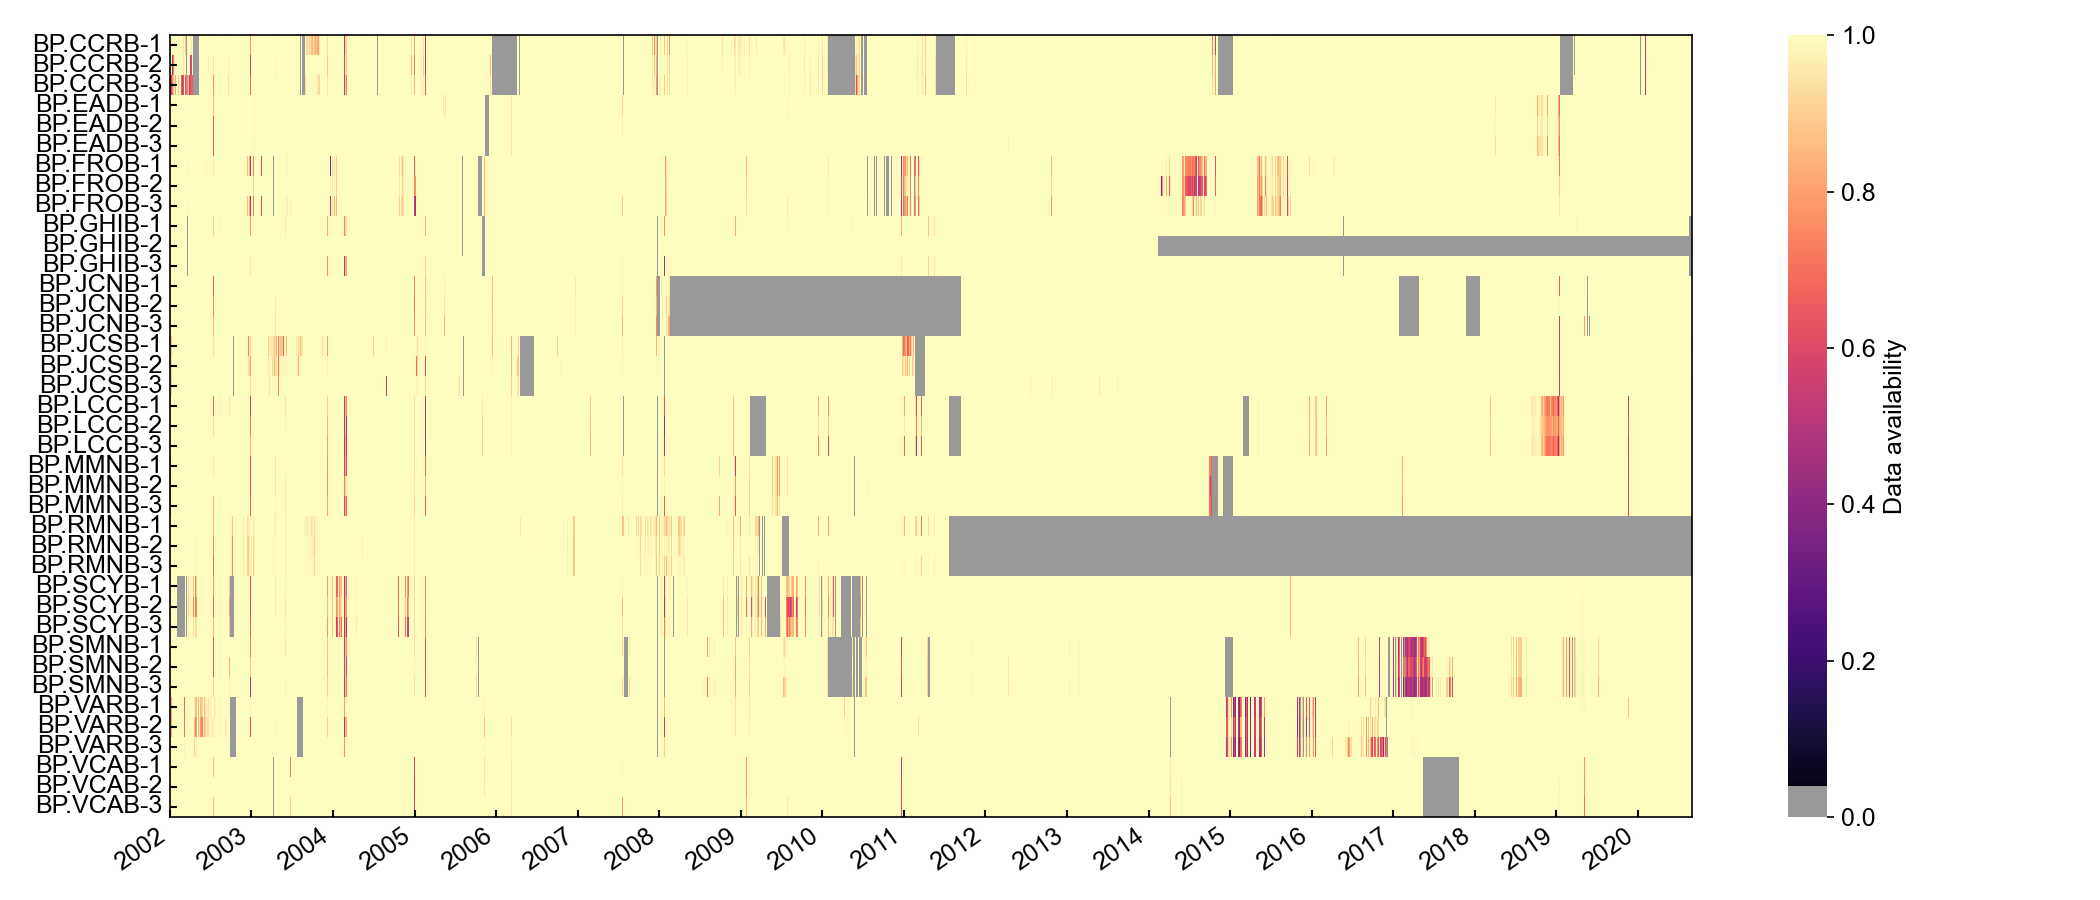 BP.CCRB-1
BP.CCRB-2
BP.CCRB-3
BP.EADB-1
BP.EADB-2
BP.EADB-3
BP.FROB-1
BP.FROB-2
BP.FROB-3
BP.GHIB-1
BP.GHIB-2
BP.GHIB-3
BP.JCNB-1
BP.JCNB-2
BP.JCNB-3
BP.JCSB-1
BP.JCSB-2
BP.JCSB-3
BP.LCCB-1
BP.LCCB-2
BP.LCCB-3
BP.MMNB-1
BP.MMNB-2
BP.MMNB-3
BP.RMNB-1
BP.RMNB-2
BP.RMNB-3
BP.SCYB-1
BP.SCYB-2
BP.SCYB-3
BP.SMNB-1
BP.SMNB-2
BP.SMNB-3
BP.VARB-1
BP.VARB-2
BP.VARB-3
BP.VCAB-1
BP.VCAB-2
BP.VCAB-3
2002
2003
2004
2005
2006
2007
2008
2009
2010
2011
2012
2013
2014
2015
2016
2017
2018
2019
2020
1.0
0.8
0.6
0.4
0.2
0.0
Data availability